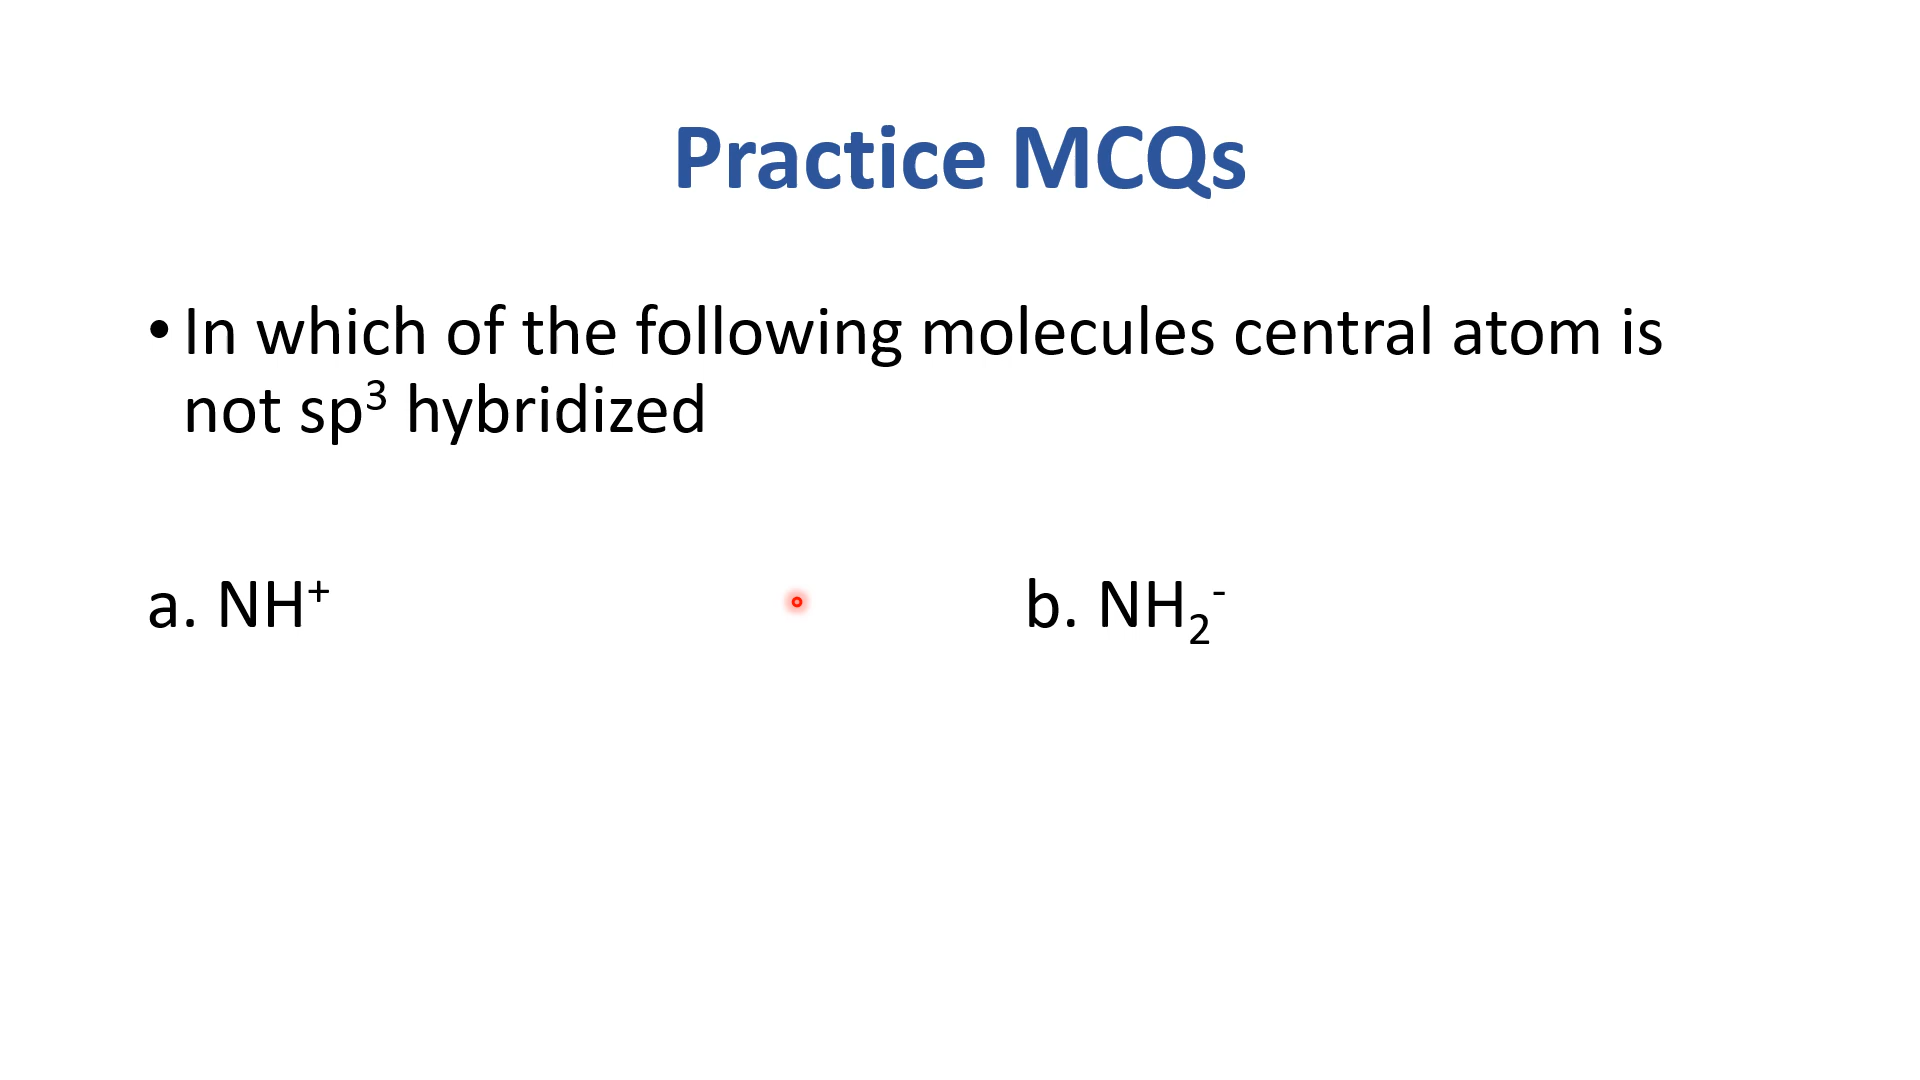 Practice MCQs
• In which of the following molecules central atom is
not sp³ hybridized
a. NH⁺
b. NH₂⁻